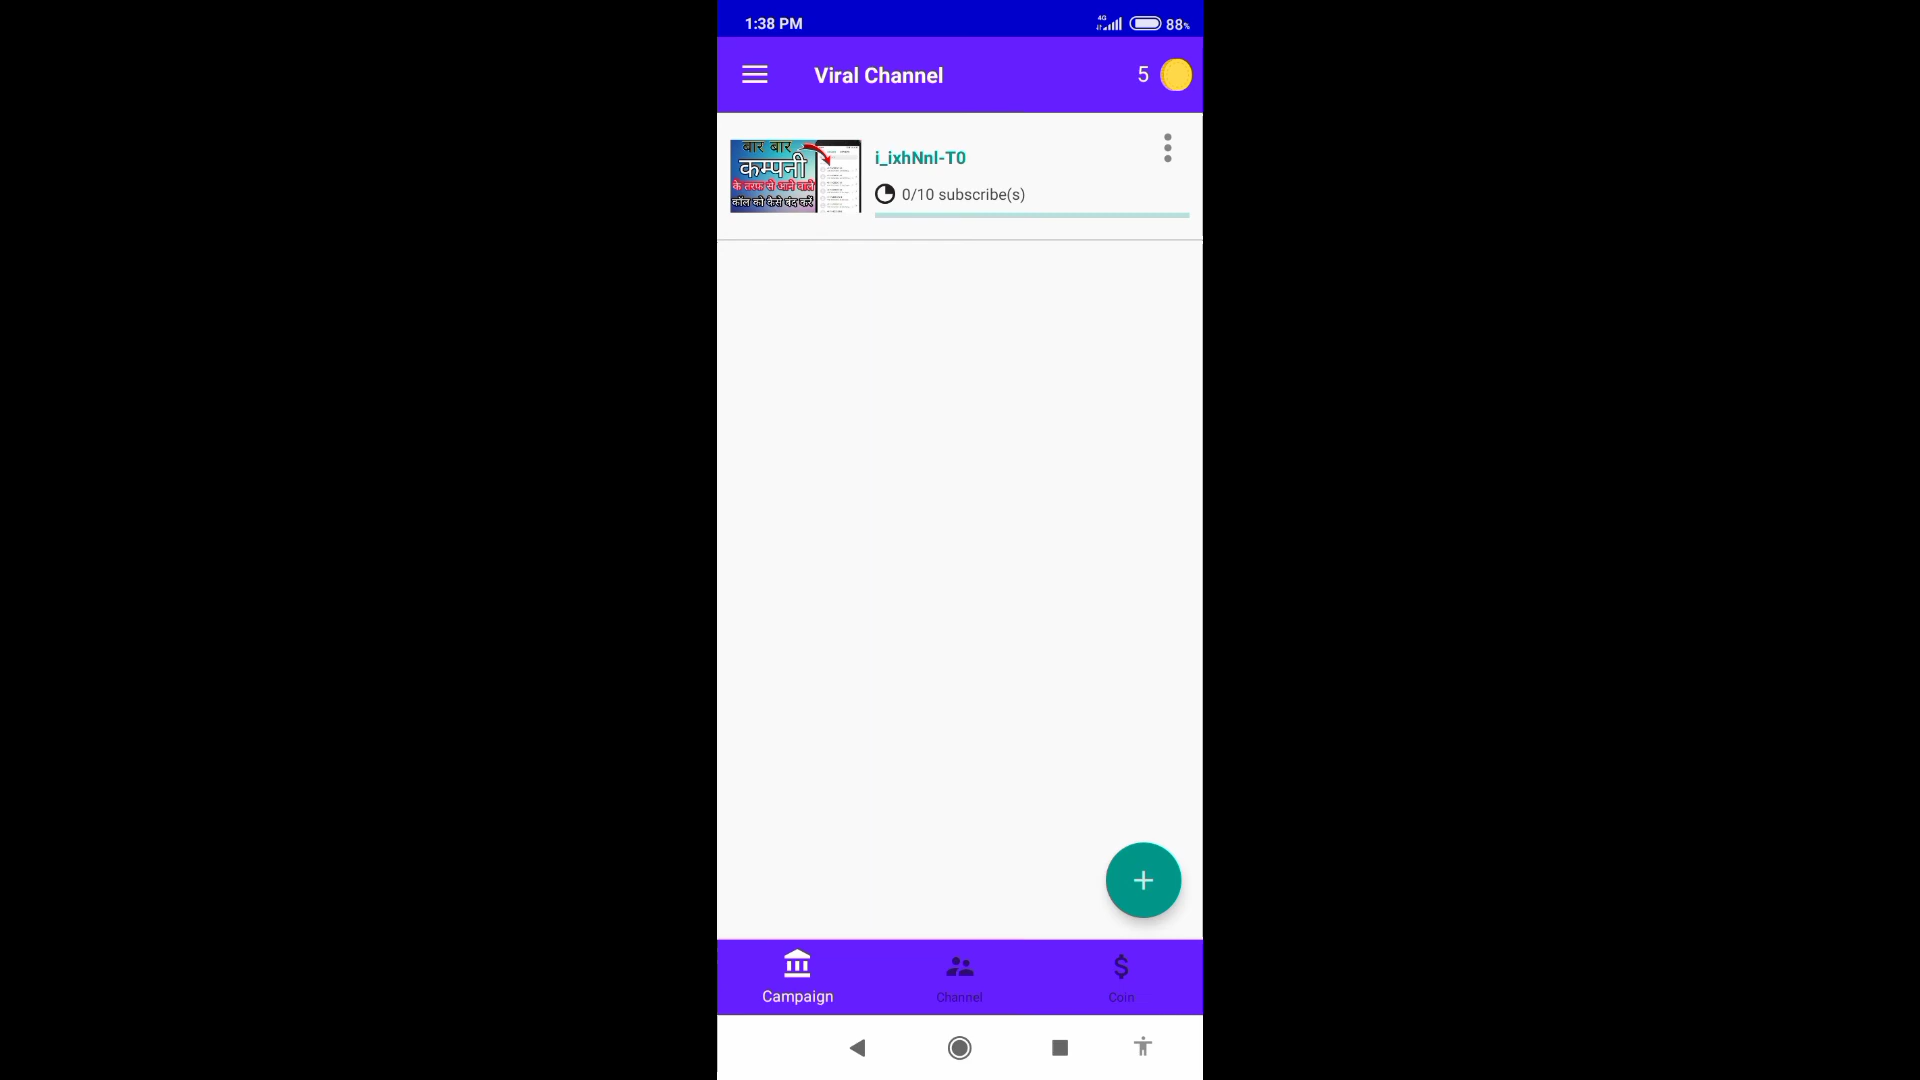 1:38 PM
4G
88%
Viral Channel
5
बार बार
कम्पनी
के तरफ से आने वाले
कॉल को कैसे बंद करें
i_ixhNnl-T0
0/10 subscribe(s)
Campaign
Channel
Coin